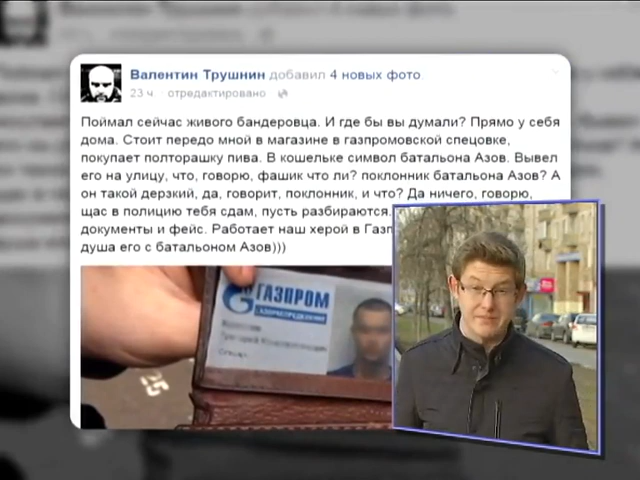 Валентин Трушнин добавил 4 новых фото
23 ч. · отредактировано
Поймал сейчас живого бандеровца. И где бы вы думали? Прямо у себя
дома. Стоит передо мной в магазине в газпромовской спецовке,
покупает полторашку пива. В кошельке символ батальона Азов. Вывел
его на улицу, что, говорю, фашик что ли? поклонник батальона Азов? А
он такой дерзкий, да, говорит, поклонник, и что? Да ничего, говорю,
щас в полицию тебя сдам, пусть разбираются.
документы и фейс. Работает наш херой в Газп
душа его с батальоном Азов)))
ГАЗПРОМ
ГАЗОРАСПРЕДЕЛЕНИЕ